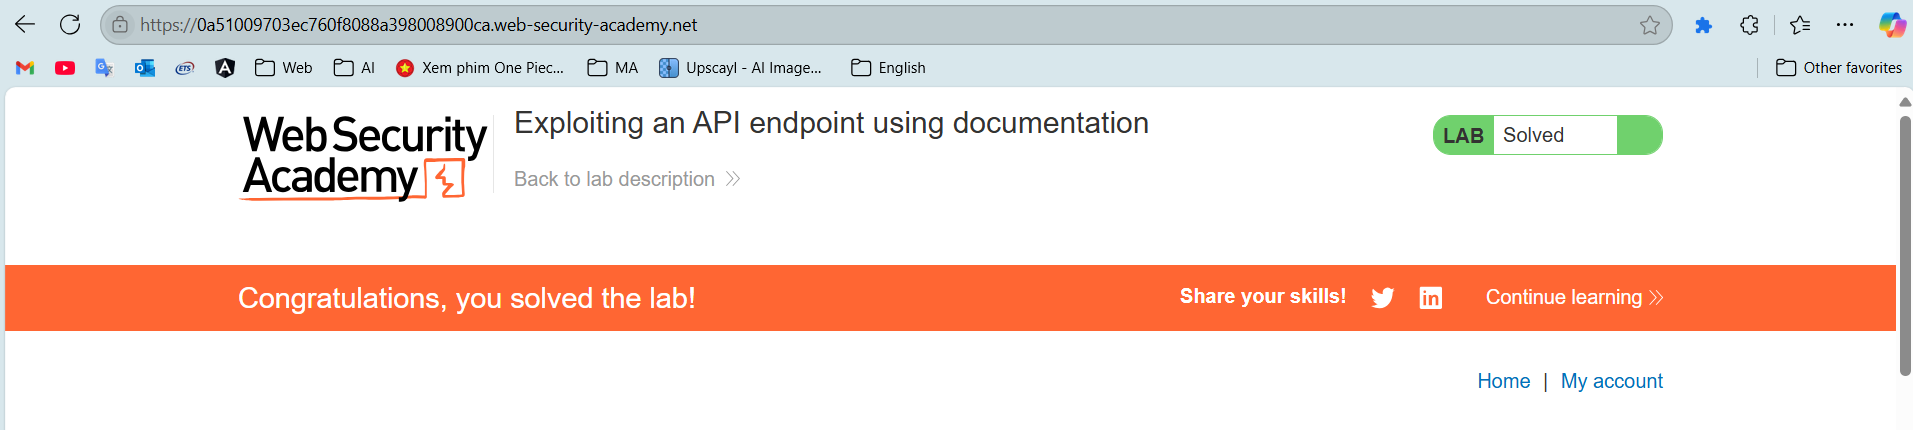 https://0a51009703ec760f8088a398008900ca.web-security-academy.net
Web AI Xem phim One Piec... MA Upscayl - AI Image... English Other favorites
Web Security
Academy
Exploiting an API endpoint using documentation
LAB Solved
Back to lab description
Congratulations, you solved the lab! Share your skills! Continue learning
Home | My account